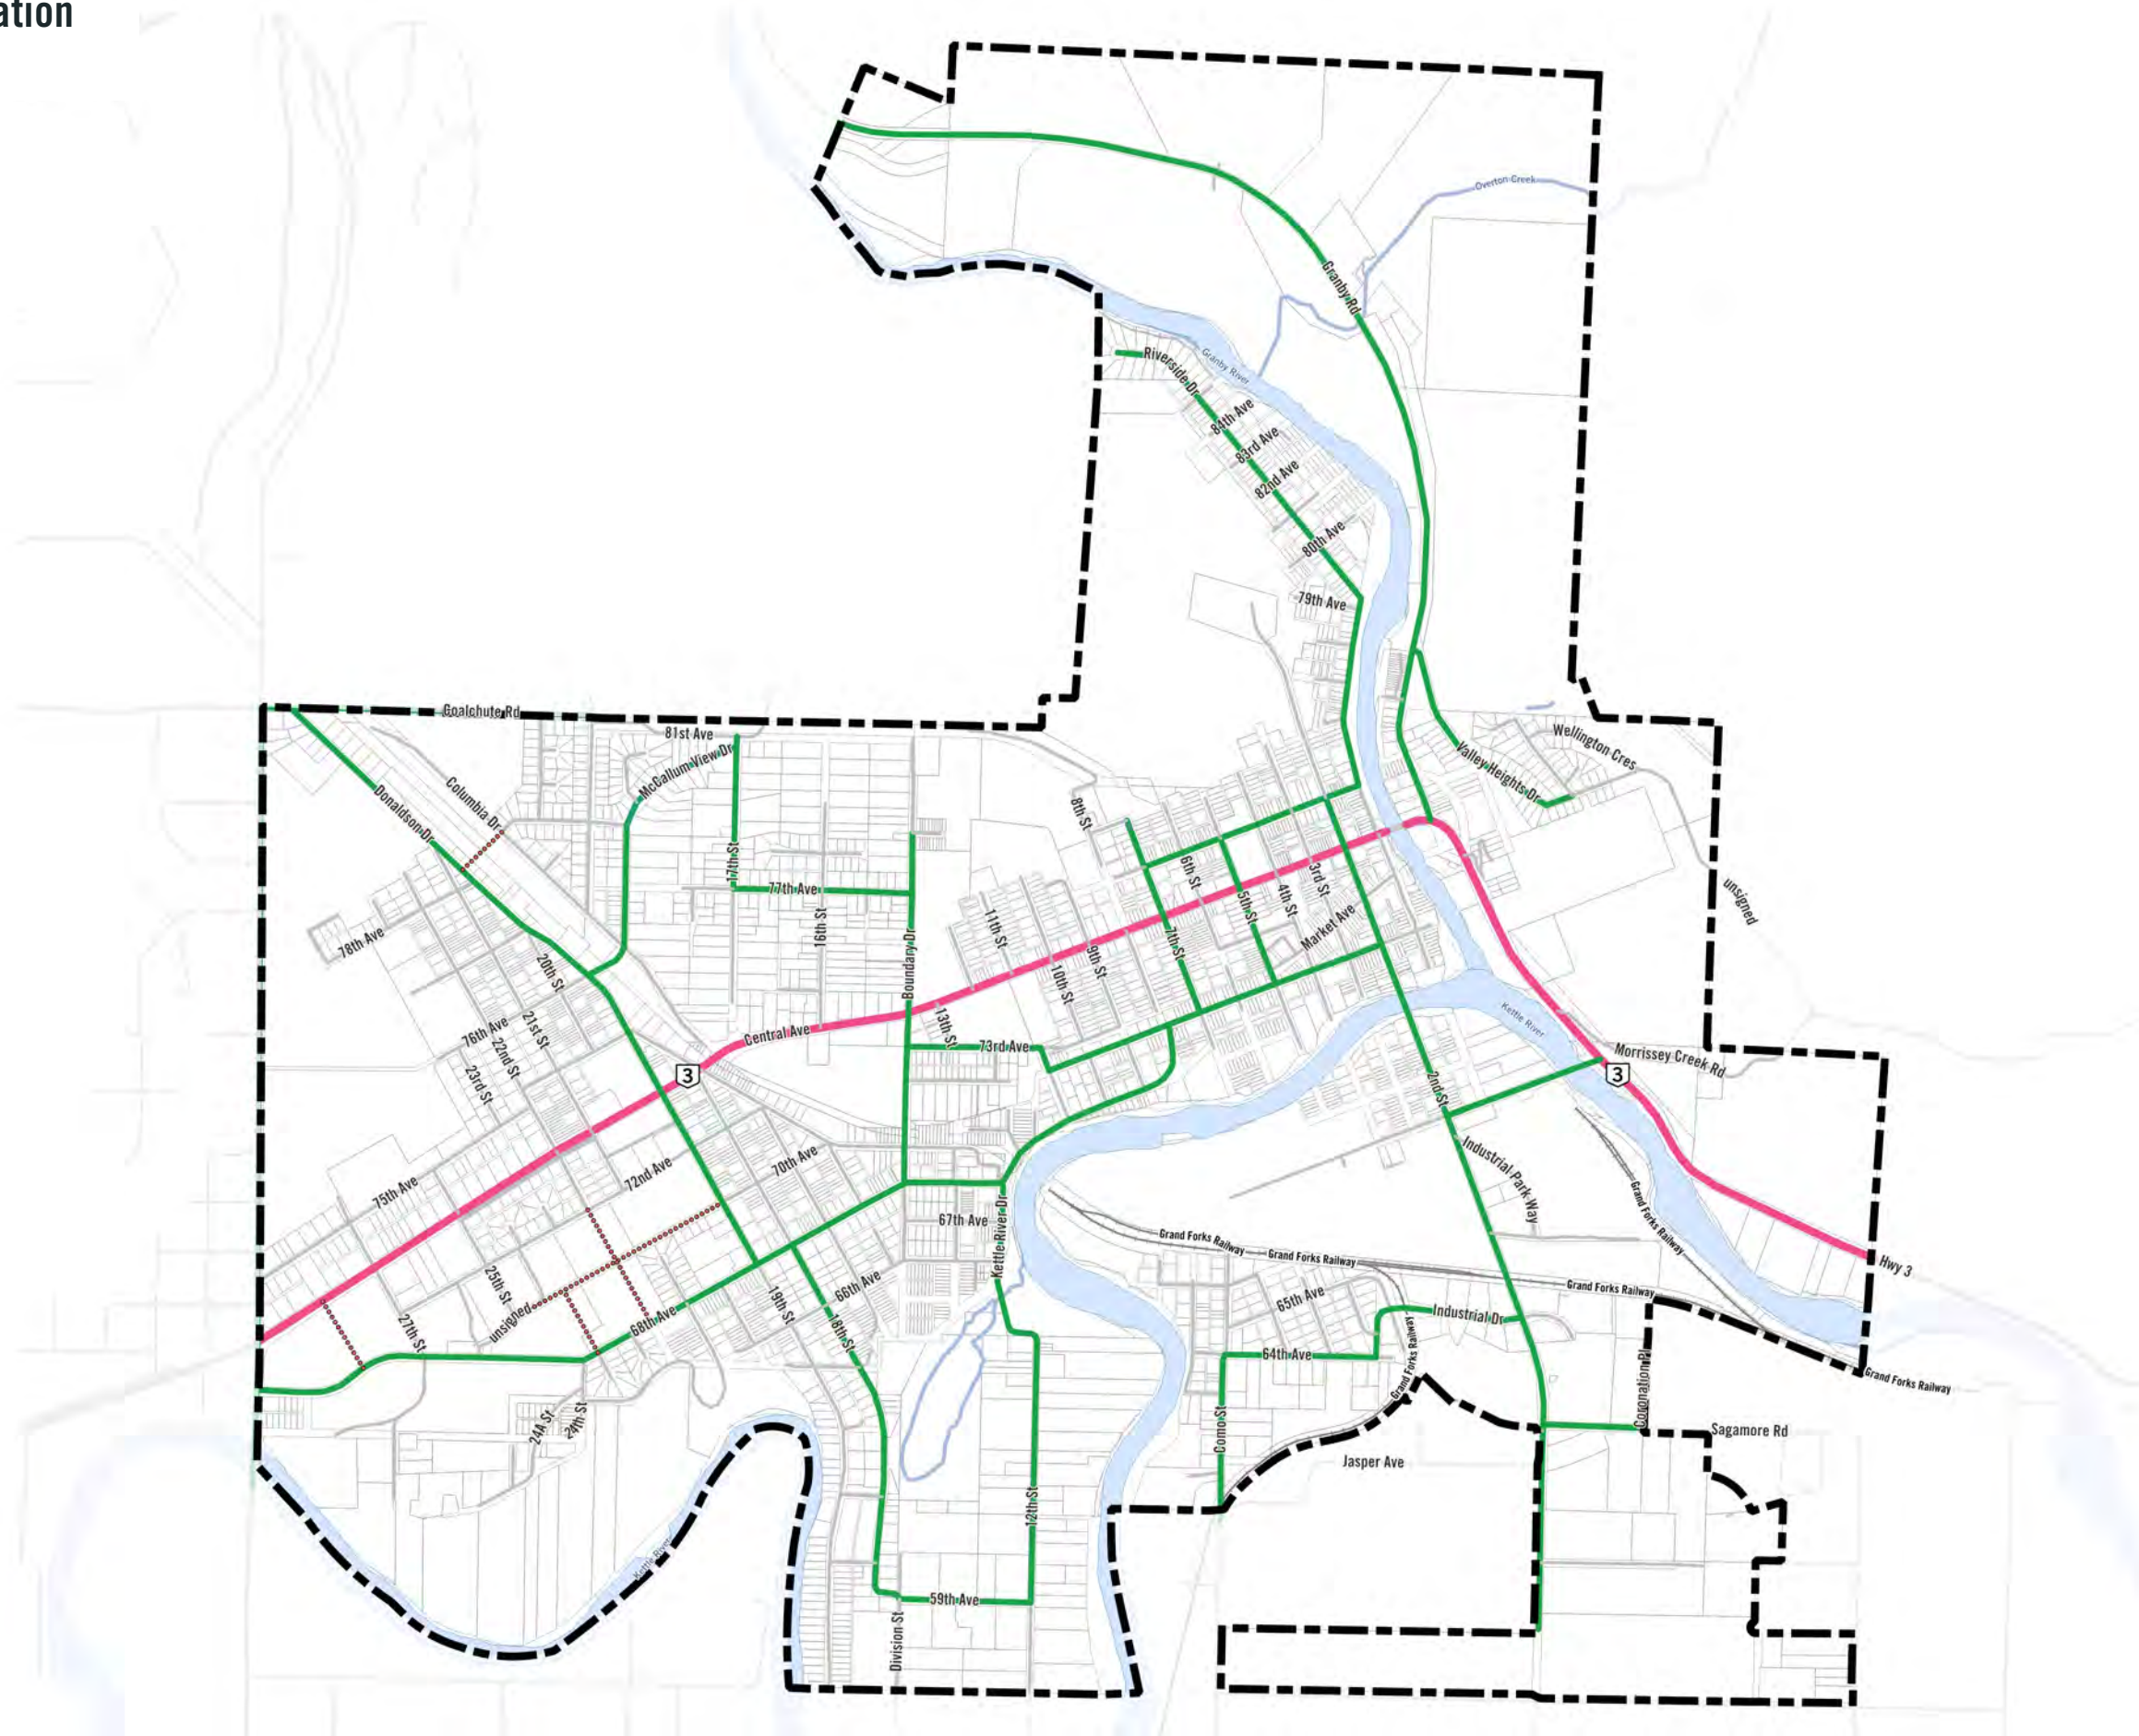 ation
Overton Creek
Granby Rd
Riverside Dr
Granby River
84th Ave
83rd Ave
82nd Ave
80th Ave
79th Ave
Goalchute Rd
81st Ave
McCallum View Dr
Columbia Dr
Donaldson Dr
Wellington Cres
Valley Heights Dr
8th St
17th St
77th Ave
16th St
6th St
3rd St
5th St
4th St
unsigned
Market Ave
11th St
7th St
9th St
10th St
78th Ave
20th St
Boundary Dr
76th Ave
21st St
22nd St
23rd St
Central Ave
13th St
73rd Ave
3
Kettle River
Morrissey Creek Rd
3
2nd St
Industrial Park Way
75th Ave
72nd Ave
70th Ave
67th Ave
Kettle River Dr
Grand Forks Railway
Grand Forks Railway
Grand Forks Railway
Grand Forks Railway
Hwy 3
25th St
27th St
unsigned
68th Ave
19th St
66th Ave
18th St
65th Ave
Industrial Dr
64th Ave
Grand Forks Railway
Grand Forks Railway
Grand Forks Railway
Coronation Pl
24A St
24th St
Como St
Sagamore Rd
Jasper Ave
12th St
Kettle River
59th Ave
Division St